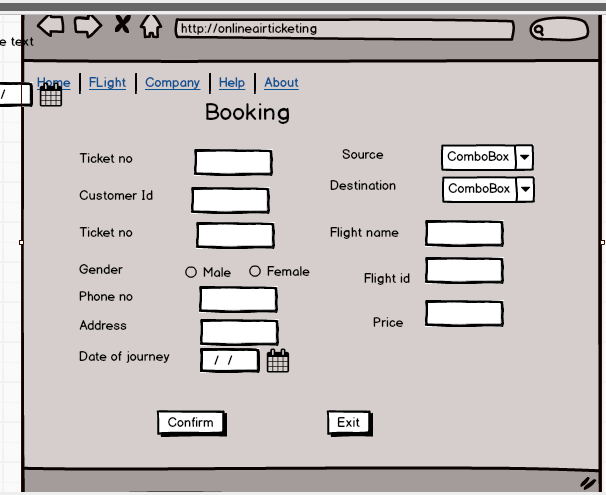 e text
http://onlineairticketing
Home FLight Company Help About
/
Booking
Ticket no
Source ComboBox
Customer Id
Destination ComboBox
Ticket no
Flight name
Gender Male Female
Flight id
Phone no
Address
Price
Date of journey / /
Confirm Exit